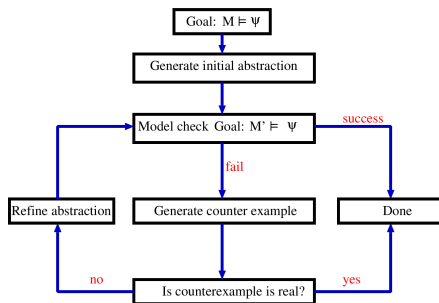 Goal: M ⊨ Ψ
Generate initial abstraction
Model check Goal: M' ⊨ Ψ
success
fail
Refine abstraction
Generate counter example
Done
no
Is counterexample is real?
yes